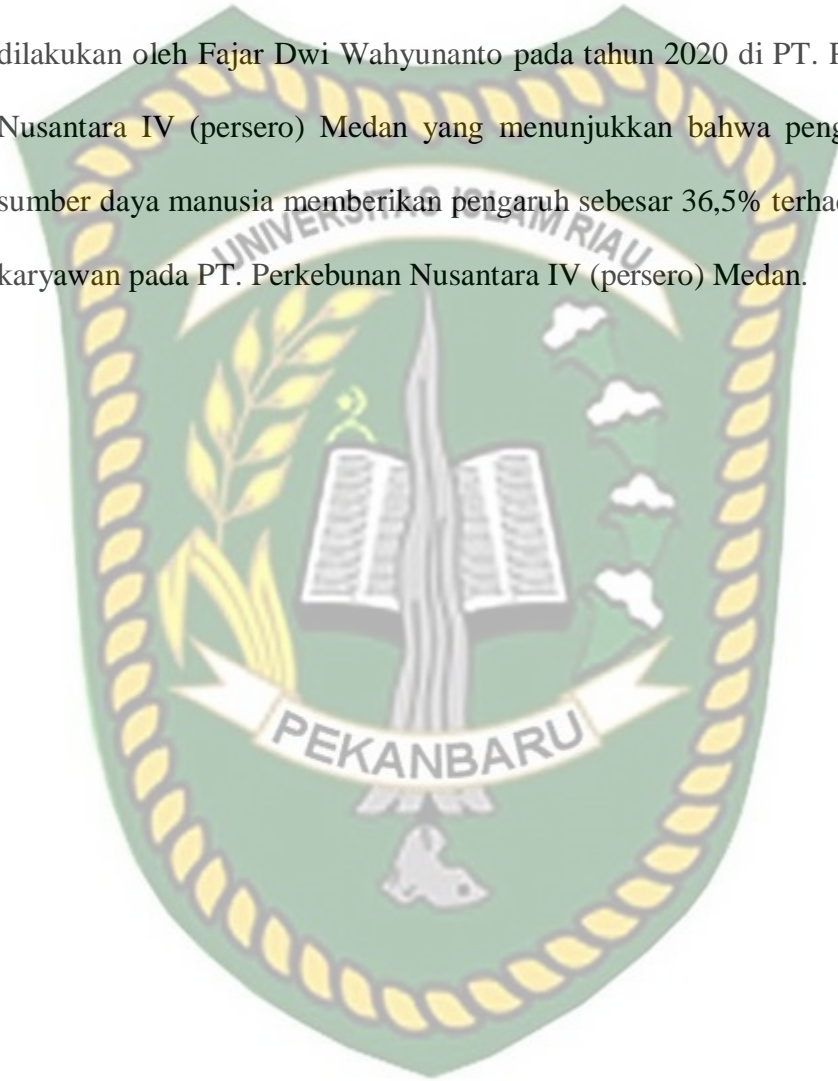 dilakukan oleh Fajar Dwi Wahyunanto pada tahun 2020 di PT.
Nusantara IV (persero) Medan yang menunjukkan bahwa
sumber daya manusia memberikan pengaruh sebesar 36,5%
karyawan pada PT. Perkebunan Nusantara IV (persero) Medan.
UNIVERSITAS ISLAM RIAU
PEKANBARU